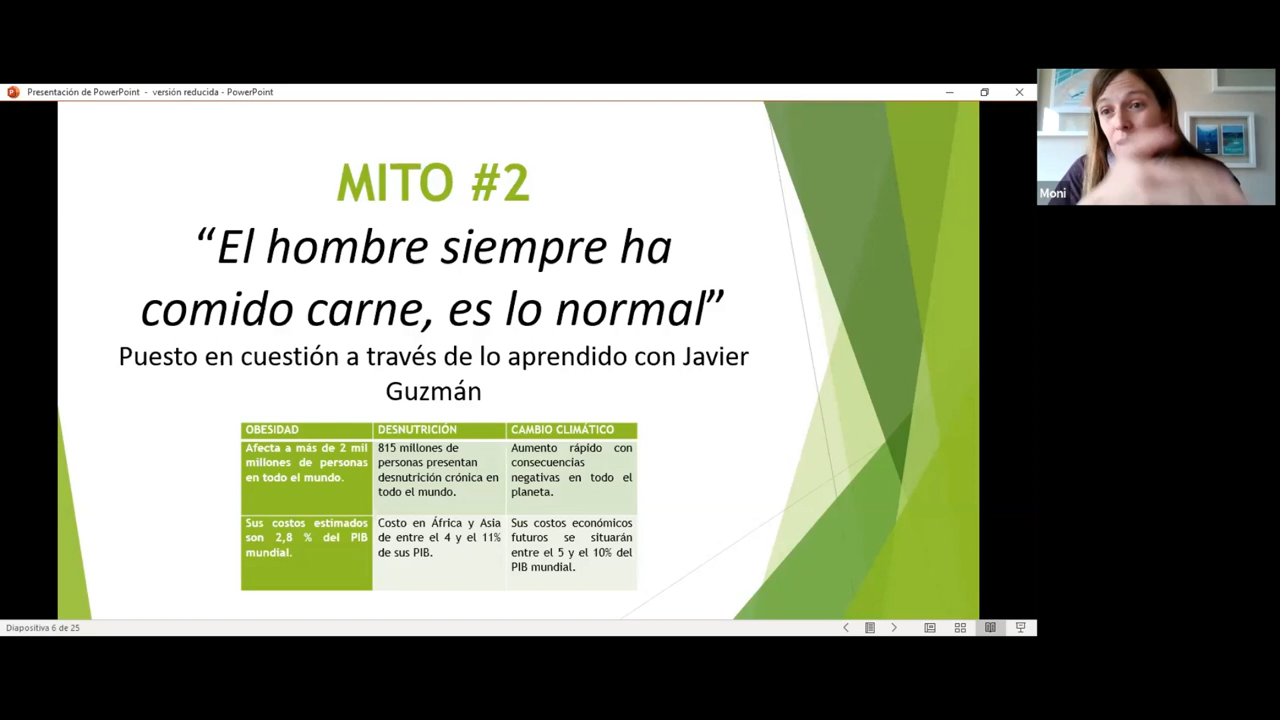 Presentación de PowerPoint - versión reducida - PowerPoint
MITO #2
“El hombre siempre ha
comido carne, es lo normal”
Puesto en cuestión a través de lo aprendido con Javier
Guzmán
OBESIDAD
Afecta a más de 2 mil
millones de personas
en todo el mundo.
Sus costos estimados
son 2,8 % del PIB
mundial.
DESNUTRICIÓN
815 millones de
personas presentan
desnutrición crónica en
todo el mundo.
Costo en África y Asia
de entre el 4 y el 11%
de sus PIB.
CAMBIO CLIMÁTICO
Aumento rápido con
consecuencias
negativas en todo el
planeta.
Sus costos económicos
futuros se situarán
entre el 5 y el 10% del
PIB mundial.
Diapositiva 6 de 25
Moni